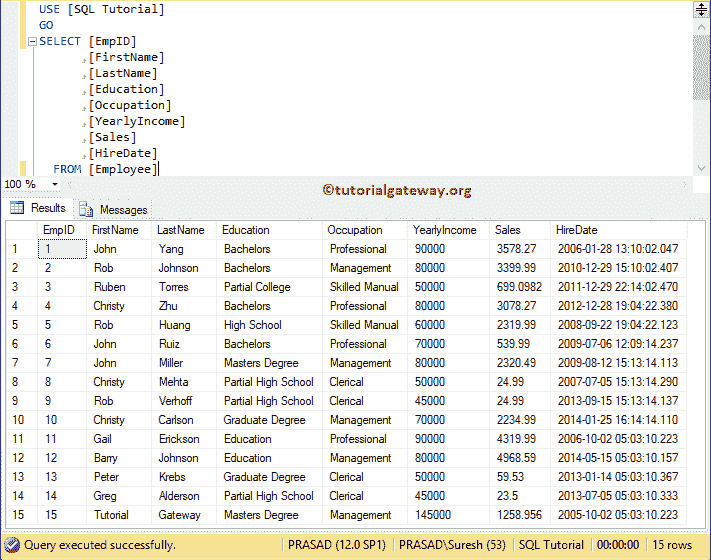 USE [SQL Tutorial]
GO
SELECT [EmpID]
,[FirstName]
,[LastName]
,[Education]
,[Occupation]
,[YearlyIncome]
,[Sales]
,[HireDate]
FROM [Employee]
100 %
©tutorialgateway.org
Results Messages
EmpID FirstName LastName Education Occupation YearlyIncome Sales HireDate
1 1 John Yang Bachelors Professional 90000 3578.27 2006-01-28 13:10:02.047
2 2 Rob Johnson Bachelors Management 80000 3399.99 2010-12-29 15:10:02.407
3 3 Ruben Torres Partial College Skilled Manual 50000 699.0982 2011-12-29 22:14:02.470
4 4 Christy Zhu Bachelors Professional 80000 3078.27 2012-12-28 19:04:22.380
5 5 Rob Huang High School Skilled Manual 60000 2319.99 2008-09-22 19:04:22.123
6 6 John Ruiz Bachelors Professional 70000 539.99 2009-07-06 12:09:14.237
7 7 John Miller Masters Degree Management 80000 2320.49 2009-08-12 15:13:14.113
8 8 Christy Mehta Partial High School Clerical 50000 24.99 2007-07-05 15:13:14.290
9 9 Rob Verhoff Partial High School Clerical 45000 24.99 2013-09-15 15:13:14.137
10 10 Christy Carlson Graduate Degree Management 70000 2234.99 2014-01-25 16:14:14.110
11 11 Gail Erickson Education Professional 90000 4319.99 2006-10-02 05:03:10.223
12 12 Barry Johnson Education Management 80000 4968.59 2014-05-15 05:03:10.157
13 13 Peter Krebs Graduate Degree Clerical 50000 59.53 2013-01-14 05:03:10.367
14 14 Greg Alderson Partial High School Clerical 45000 23.5 2013-07-05 05:03:10.333
15 15 Tutorial Gateway Masters Degree Management 145000 1258.956 2005-10-02 05:03:10.223
Query executed successfully. PRASAD (12.0 SP1) PRASAD\Suresh (53) SQL Tutorial 00:00:00 15 rows